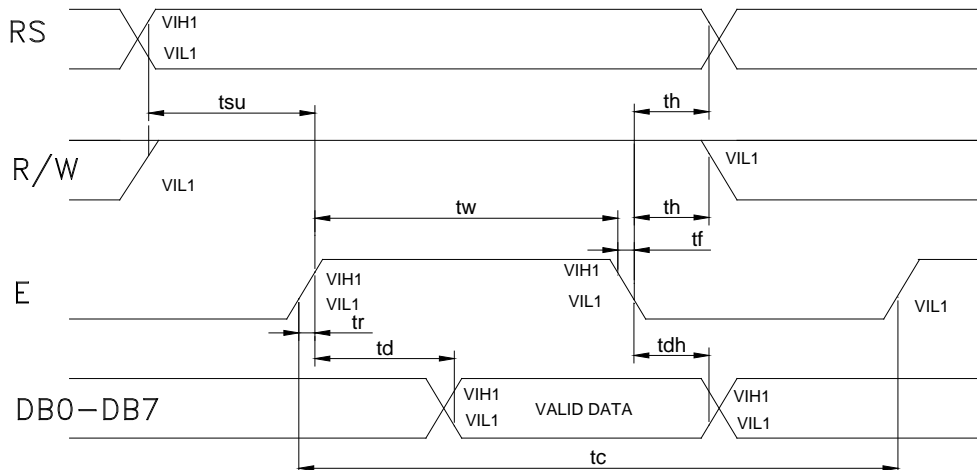 RS
VIH1
VIL1
tsu
th
R/W
VIL1
VIL1
tw
th
tf
E
VIH1
VIL1
VIH1
VIL1
VIL1
tr
td
tdh
DB0-DB7
VIH1
VIL1
VALID DATA
VIH1
VIL1
tc